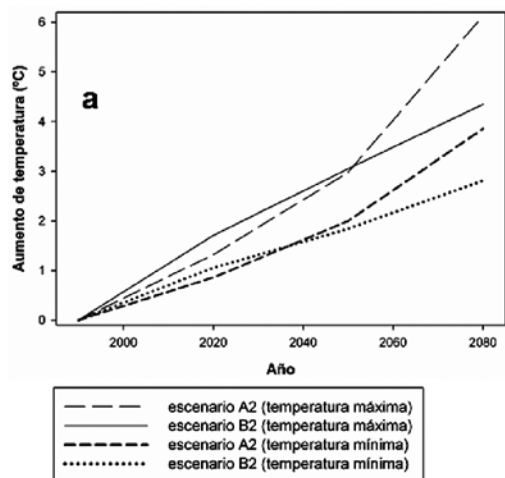 6
5
4
3
2
1
0
Aumento de temperatura (ºC)
a
2000 2020 2040 2060 2080
Año
escenario A2 (temperatura máxima)
escenario B2 (temperatura máxima)
escenario A2 (temperatura mínima)
escenario B2 (temperatura mínima)